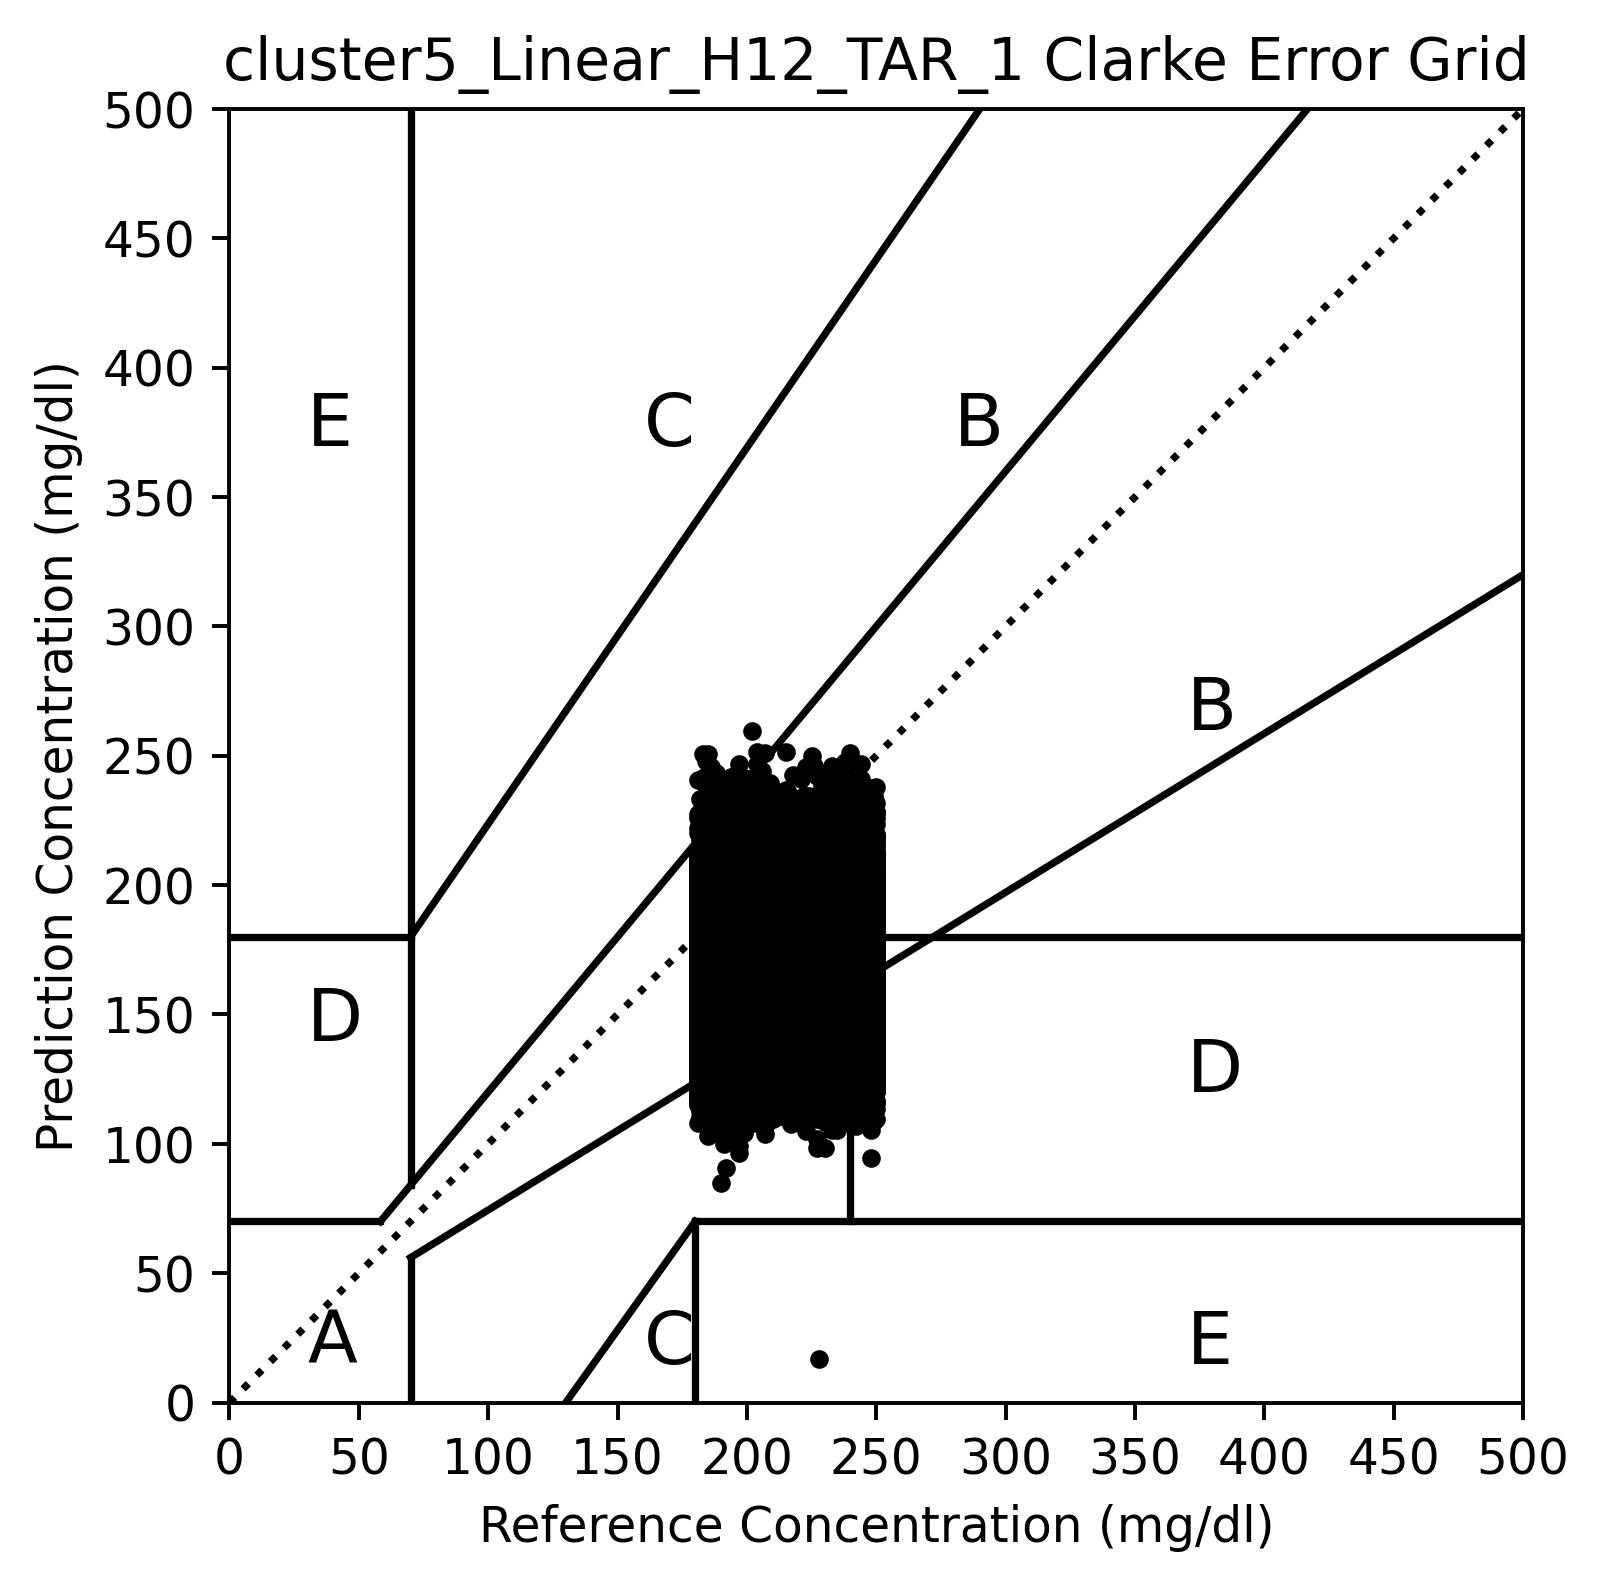 cluster5_Linear_H12_TAR_1 Clarke Error Grid
500
450
400
350
300
250
200
150
100
50
0
Prediction Concentration (mg/dl)
E
C
B
B
D
D
A
C
E
0 50 100 150 200 250 300 350 400 450 500
Reference Concentration (mg/dl)